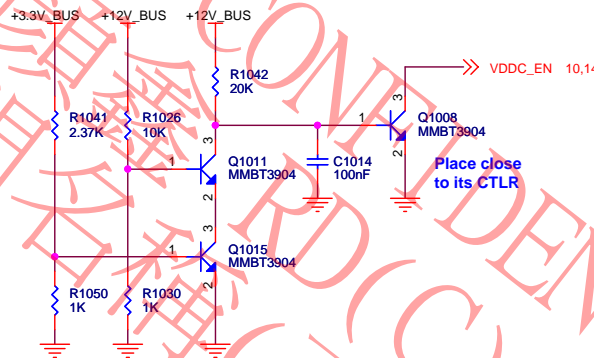 +3.3V_BUS +12V_BUS +12V_BUS
R1042
20K
VDDC_EN 10,14
R1041
2.37K
R1026
10K
3
1
Q1008
MMBT3904
2
3
1
Q1011
MMBT3904
2
C1014
100nF
Place close
to its CTLR
3
1
Q1015
MMBT3904
2
R1050
1K
R1030
1K
CONFIDEN
RD(C)